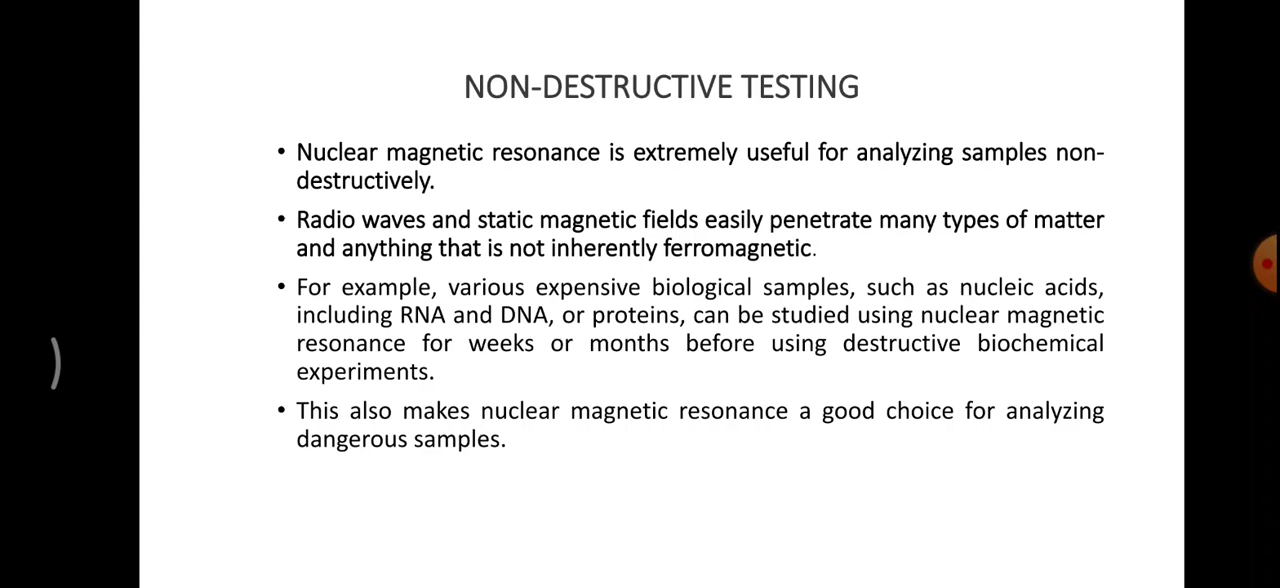 NON-DESTRUCTIVE TESTING
• Nuclear magnetic resonance is extremely useful for analyzing samples non-
destructively.
• Radio waves and static magnetic fields easily penetrate many types of matter
and anything that is not inherently ferromagnetic.
• For example, various expensive biological samples, such as nucleic acids,
including RNA and DNA, or proteins, can be studied using nuclear magnetic
resonance for weeks or months before using destructive biochemical
experiments.
• This also makes nuclear magnetic resonance a good choice for analyzing
dangerous samples.